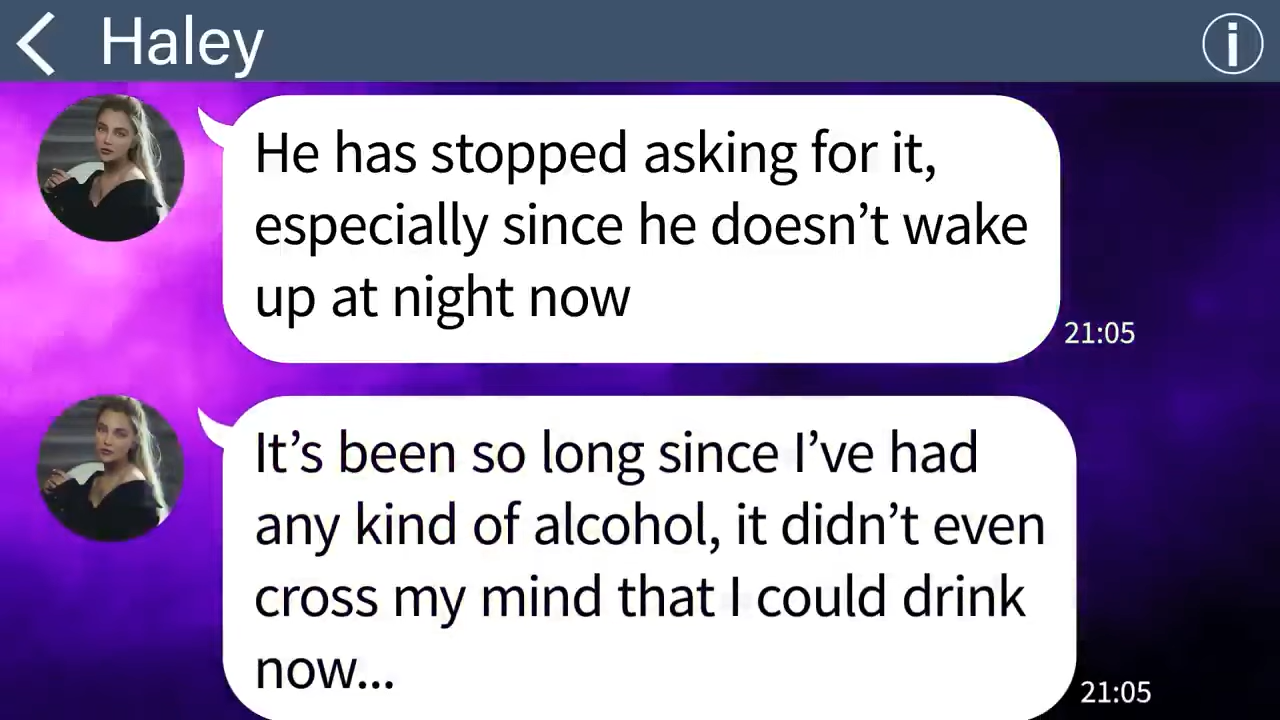 Haley
He has stopped asking for it,
especially since he doesn’t wake
up at night now
21:05
It’s been so long since I’ve had
any kind of alcohol, it didn’t even
cross my mind that I could drink
now...
21:05